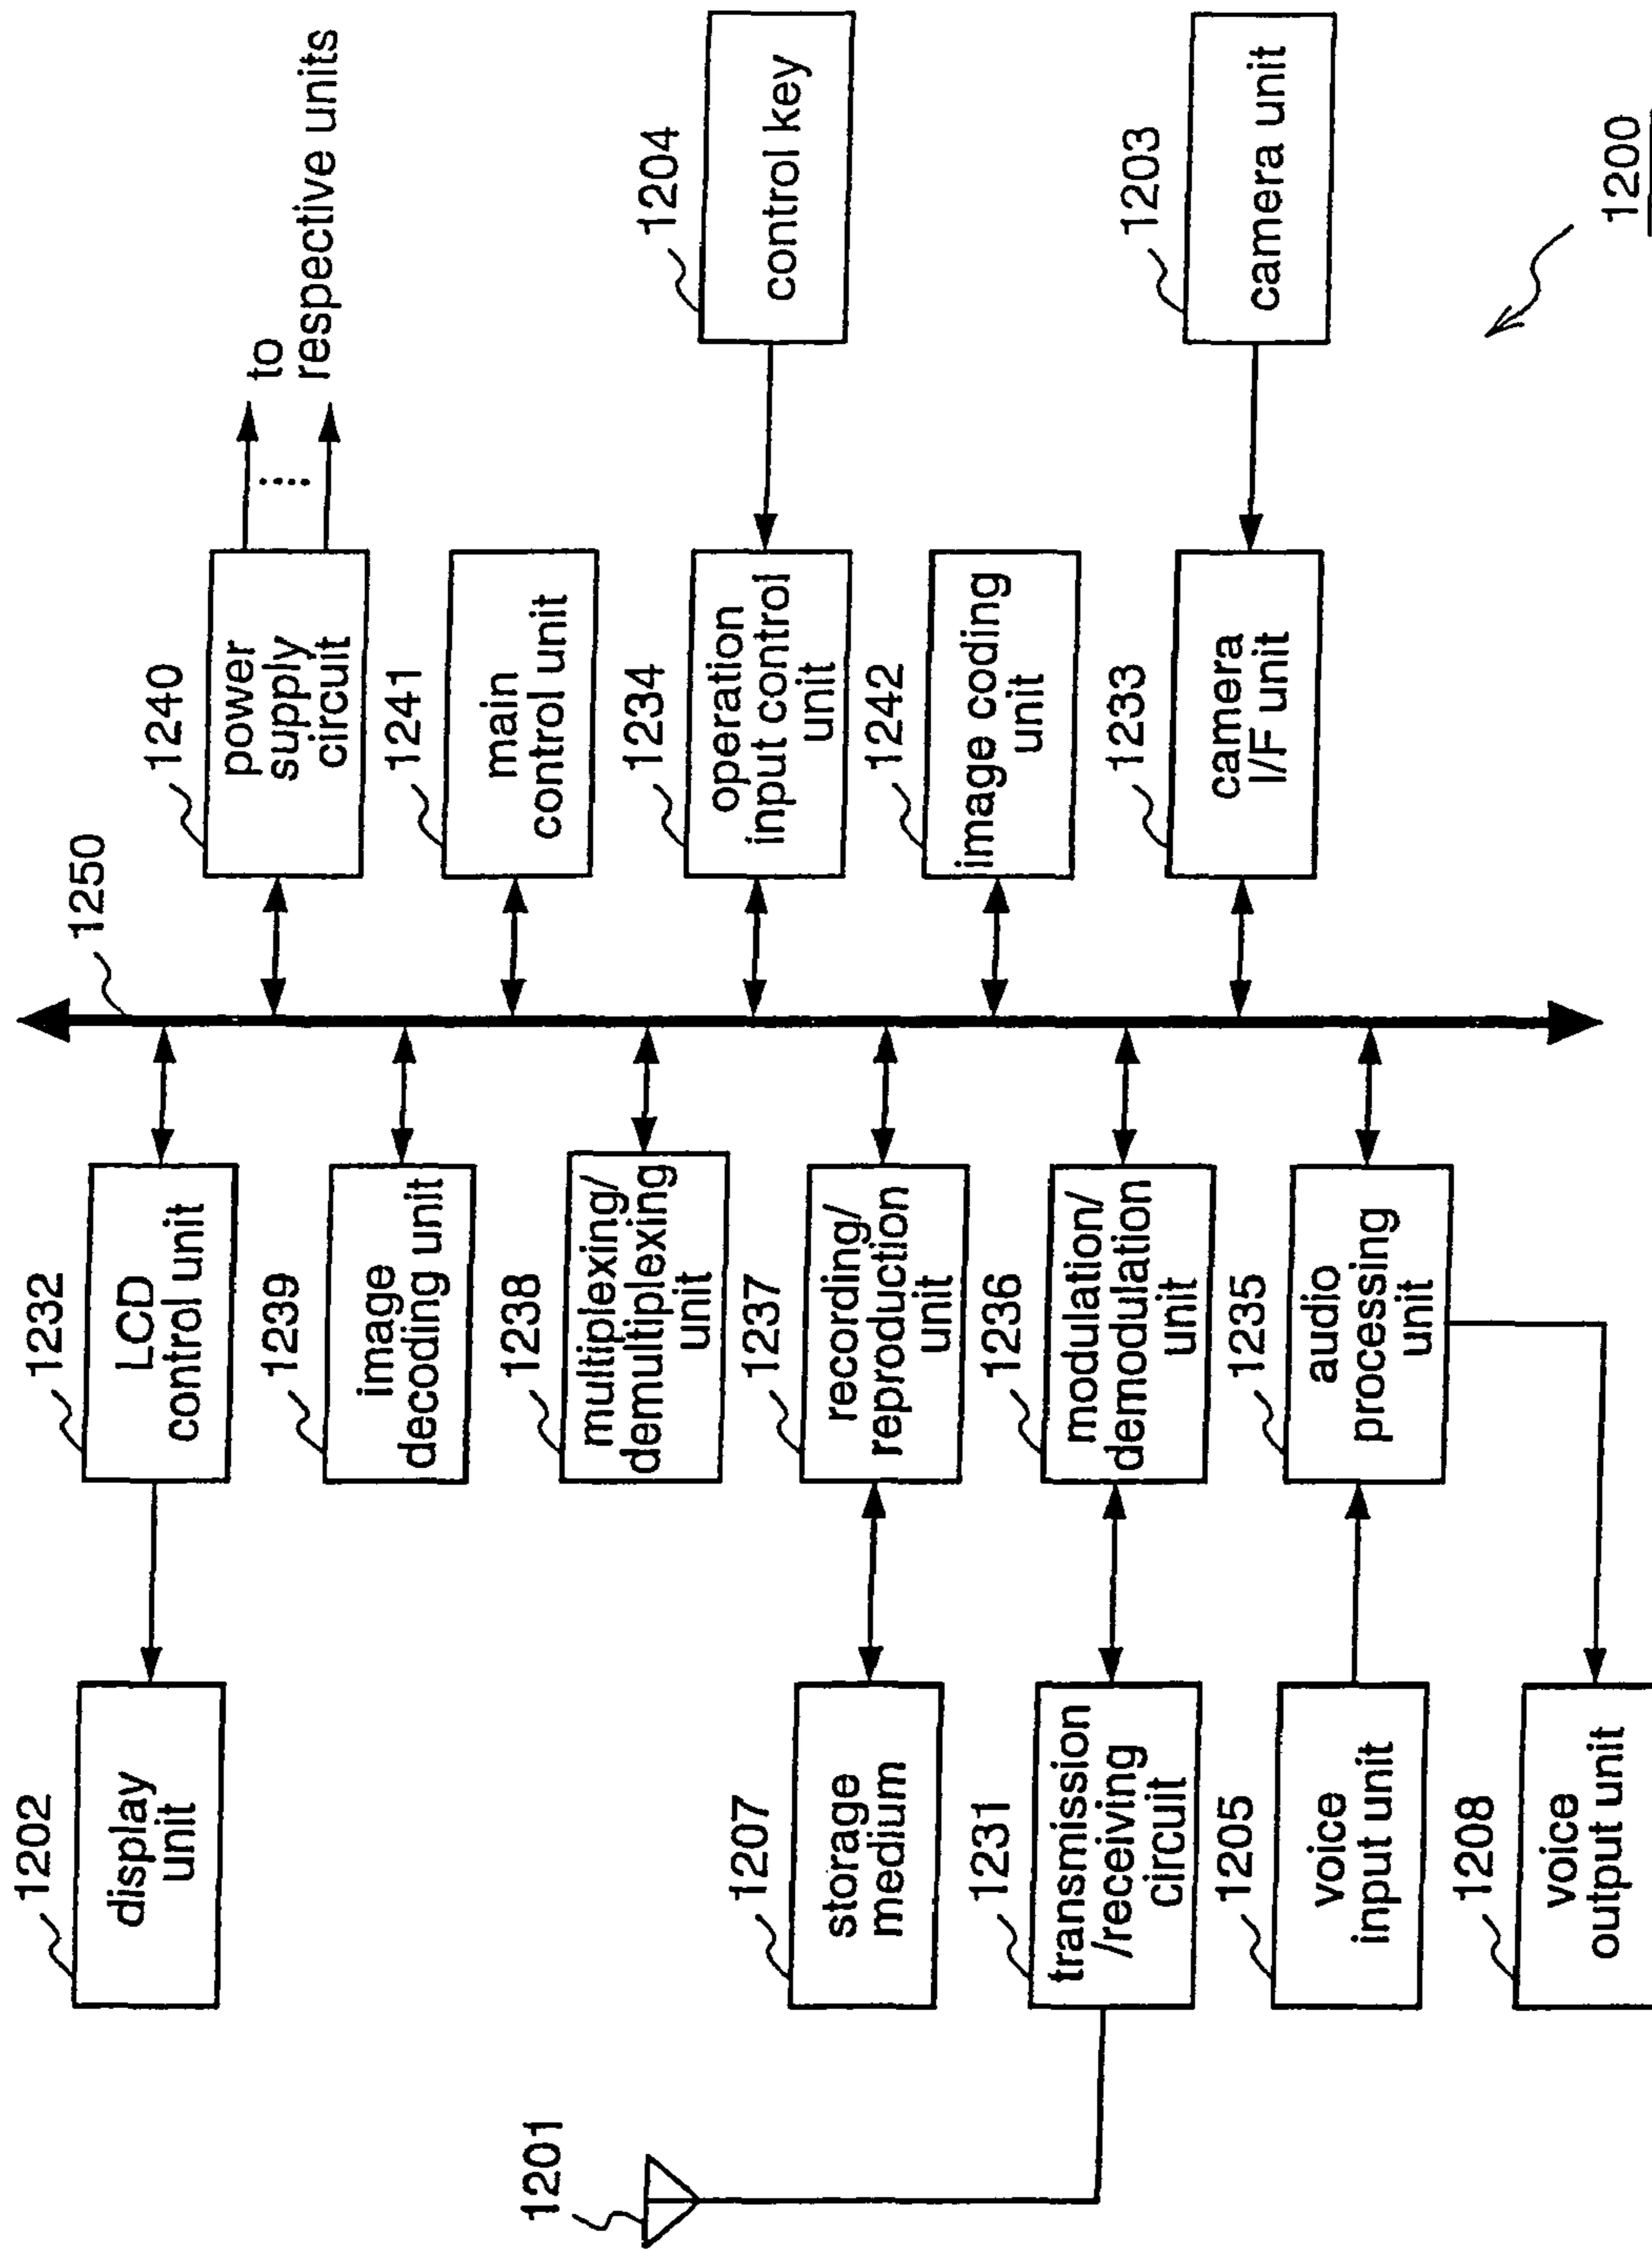 1201
1202
display
unit
1207
storage
medium
1231
transmission
/receiving
circuit
1205
voice
input unit
1208
voice
output unit
1232
LCD
control unit
1239
image
decoding unit
1238
multiplexing/
demultiplexing
unit
1237
recording/
reproduction
unit
1236
modulation/
demodulation
unit
1235
audio
processing
unit
1250
1240
power
supply
circuit
1241
main
control unit
1234
operation
input control
unit
1242
image coding
unit
1233
camera
I/F unit
to
respective units
1204
control key
1203
camera unit
1200